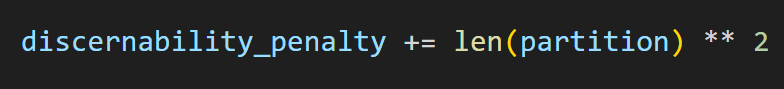 discernability_penalty += len(partition) ** 2